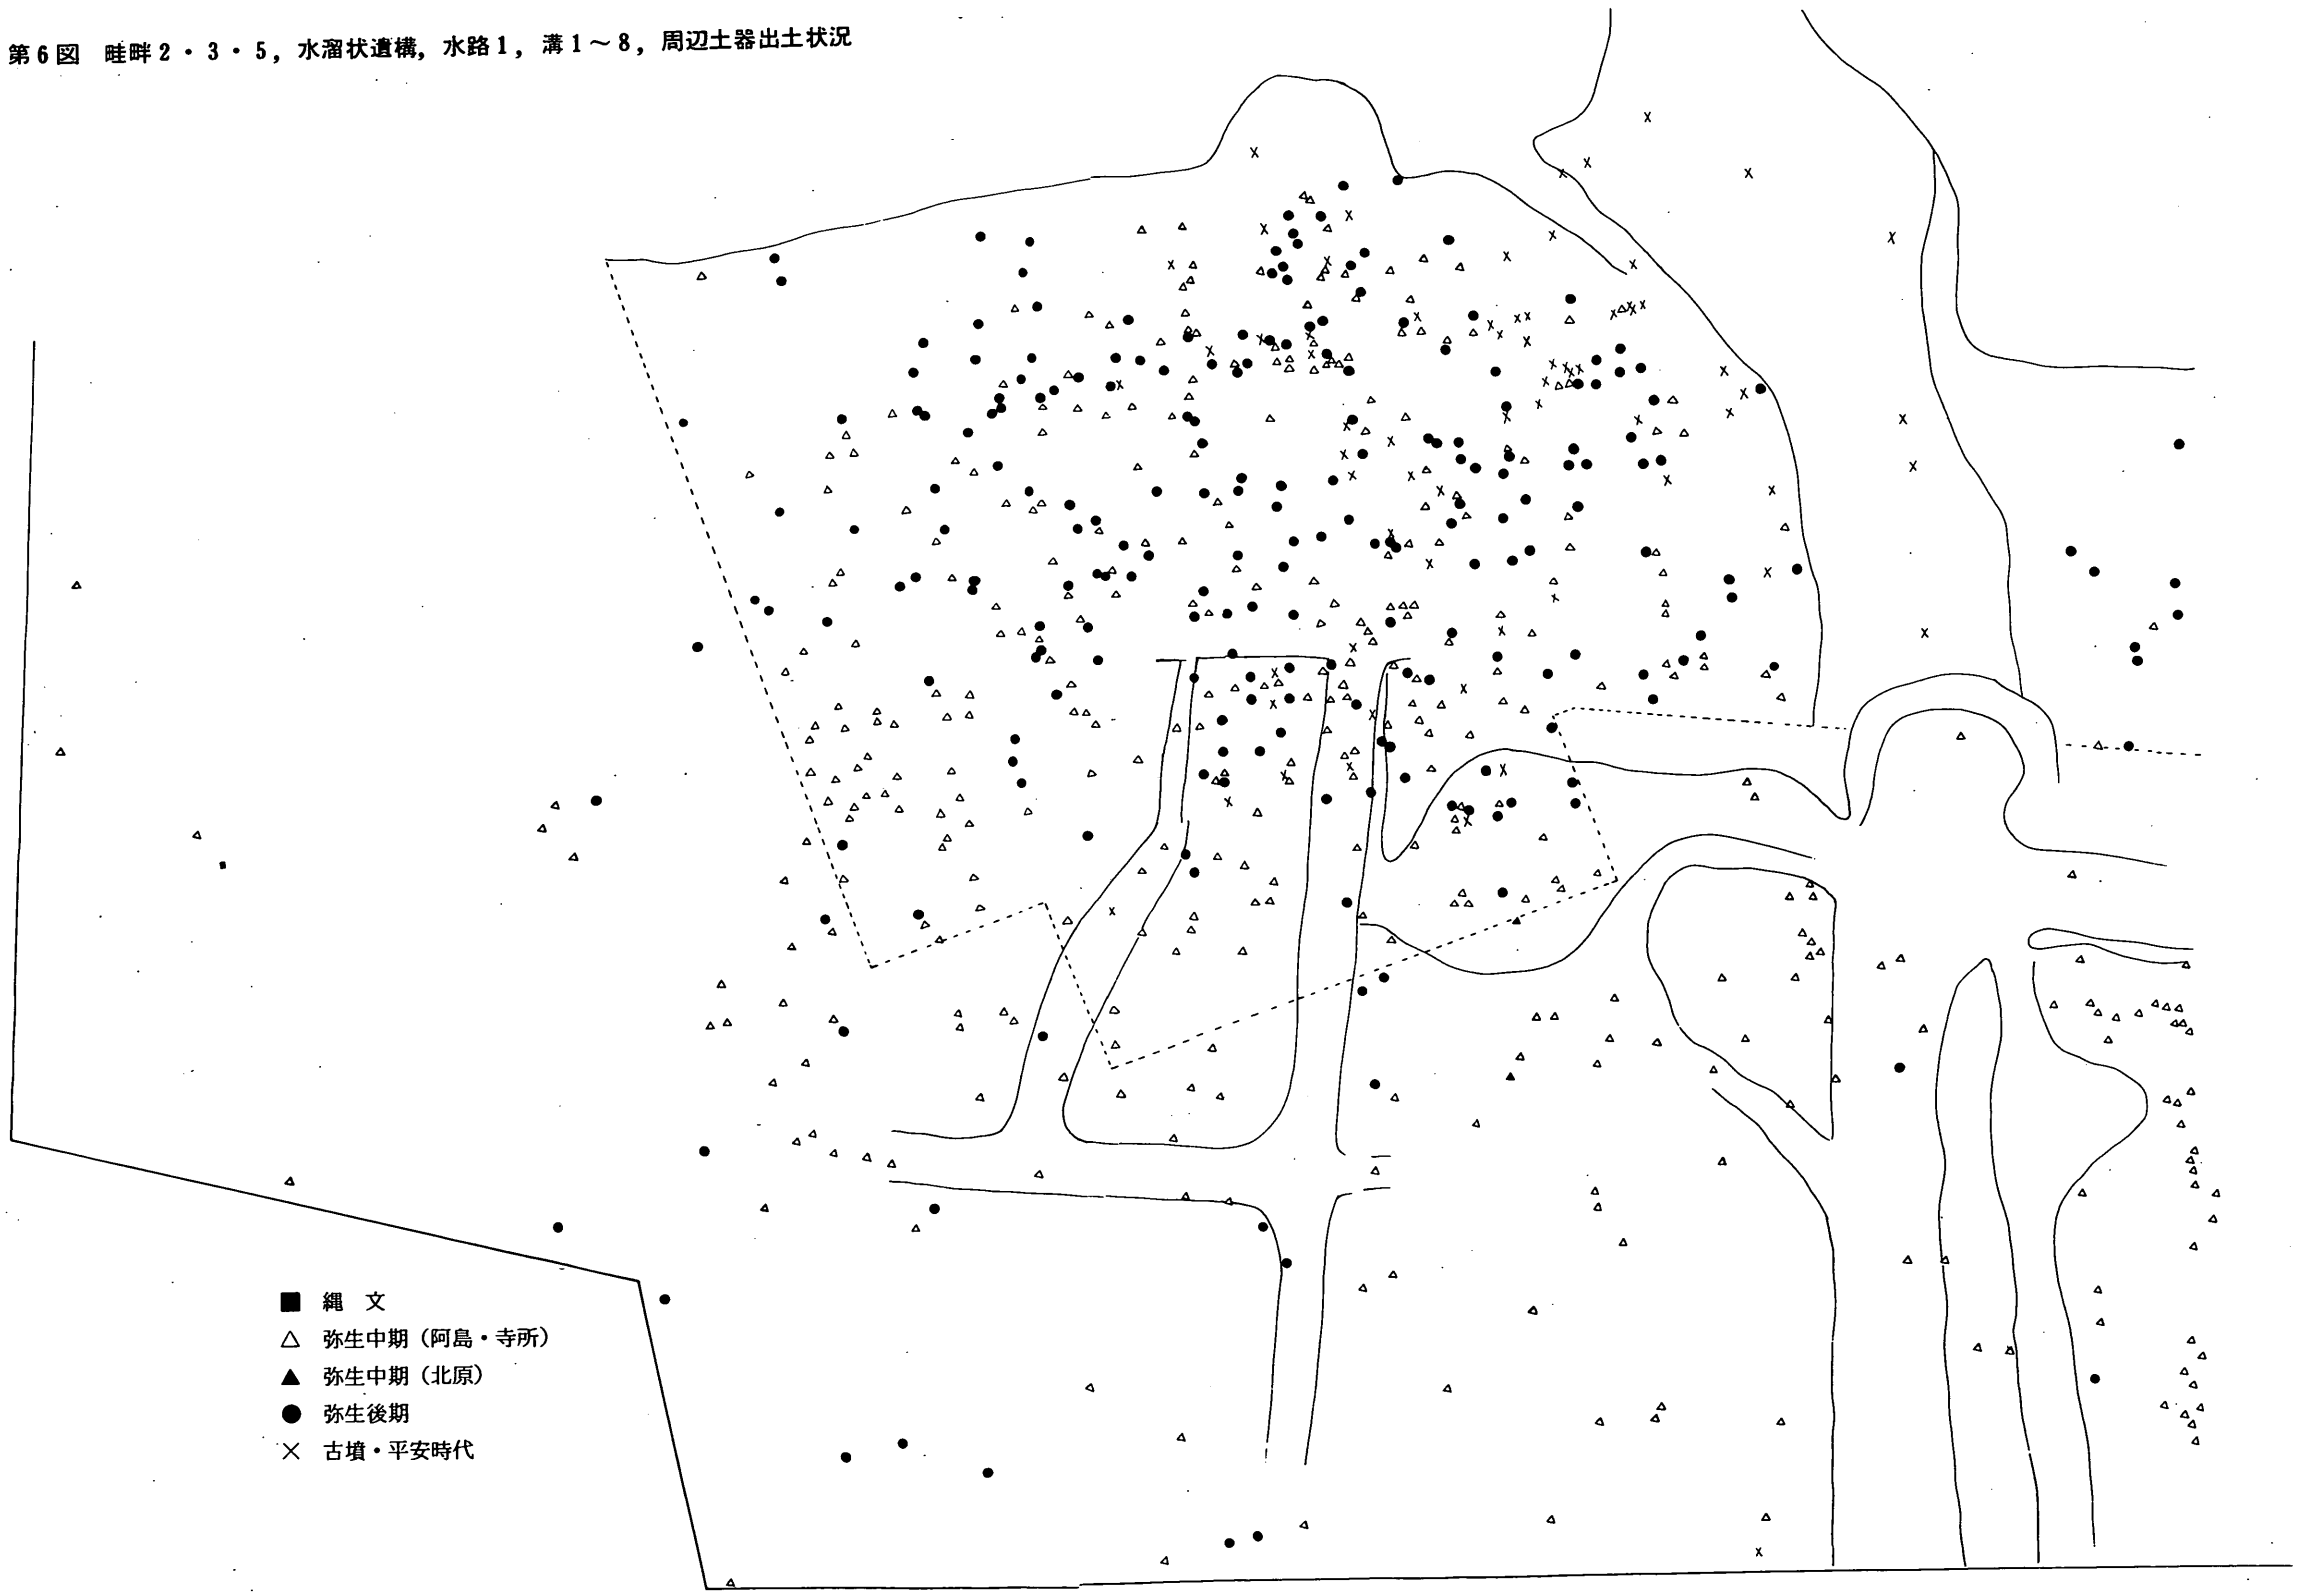 第6図 畦畔2・3・5，水溜状遺構，水路1，溝1～8，周辺土器出土状況
縄 文
弥生中期（阿島・寺所）
弥生中期（北原）
弥生後期
古墳・平安時代